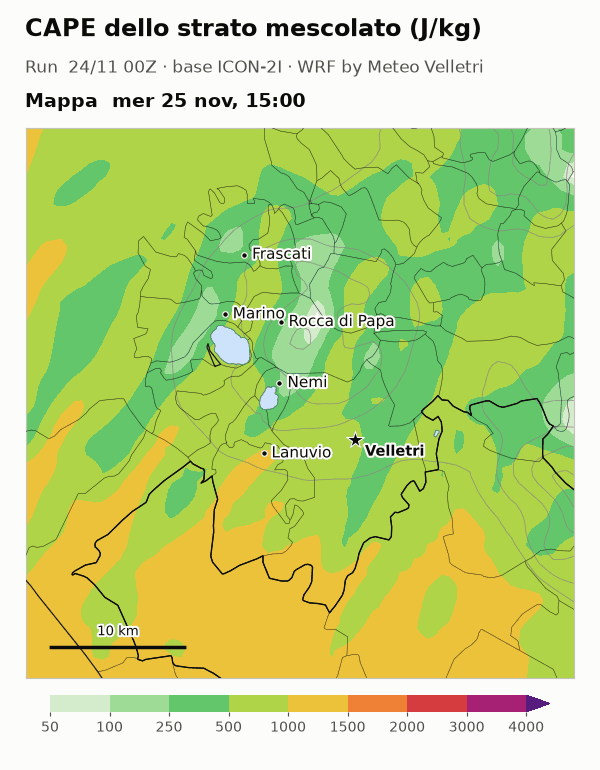 CAPE dello strato mescolato (J/kg)
Run  24/11 00Z · base ICON-2I · WRF by Meteo Velletri
Mappa  mer 25 nov, 15:00
Frascati
Marino
Rocca di Papa
Nemi
Velletri
Lanuvio
10 km
50 100 250 500 1000 1500 2000 3000 4000